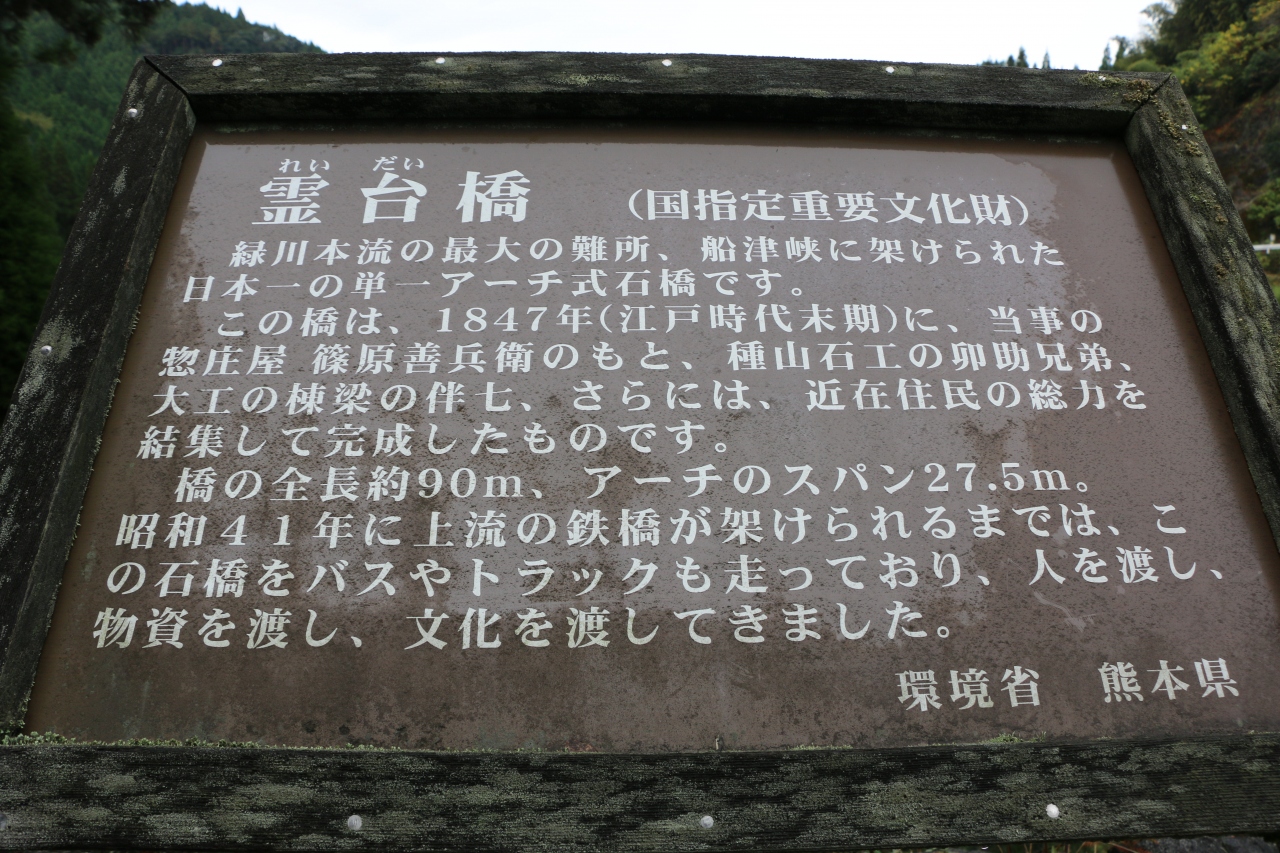 れい だい
霊台橋 (国指定重要文化財)
緑川本流の最大の難所、船津峡に架けられた
日本一の単一アーチ式石橋です。
この橋は、1847年(江戸時代末期)に、当事の
惣庄屋 篠原善兵衛のもと、種山石工の卯助兄弟、
大工の棟梁の伴七、さらには、近在住民の総力を
結集して完成したものです。
橋の全長約90m、アーチのスパン27.5m。
昭和41年に上流の鉄橋が架けられるまでは、こ
の石橋をバスやトラックも走っており、人を渡し、
物資を渡し、文化を渡してきました。
環境省 熊本県